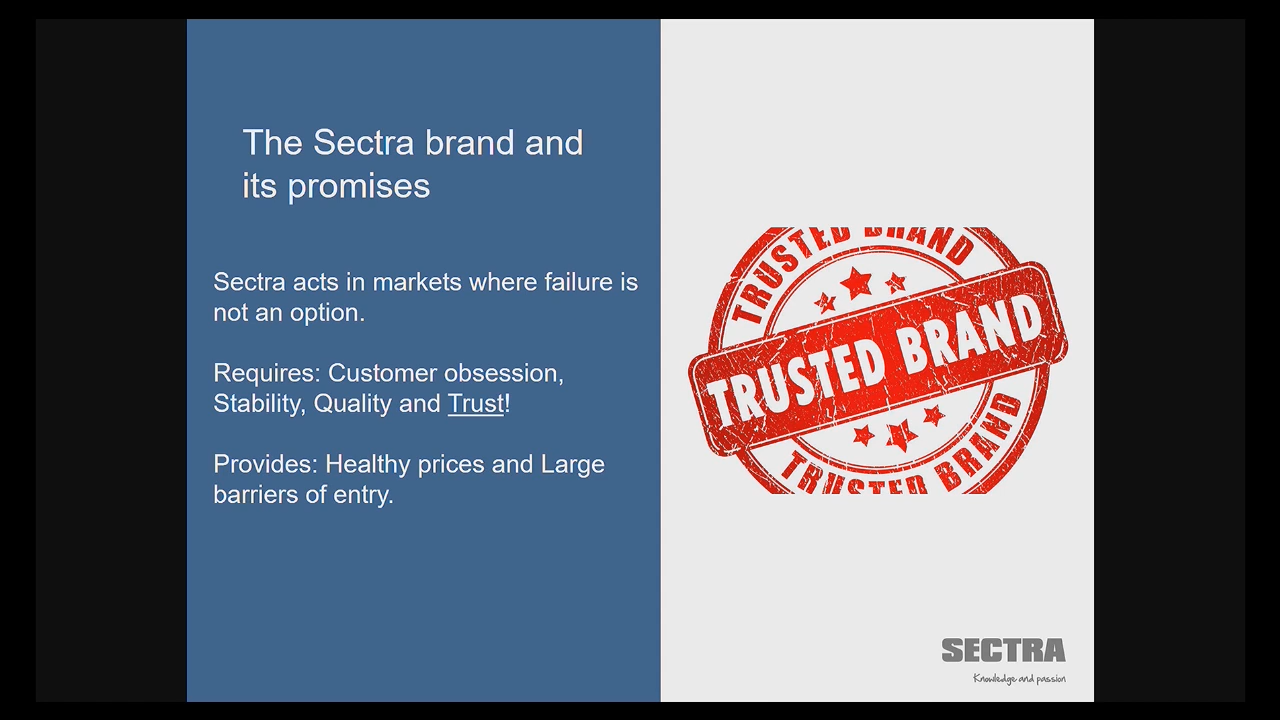 The Sectra brand and
its promises
Sectra acts in markets where failure is
not an option.
Requires: Customer obsession,
Stability, Quality and Trust!
Provides: Healthy prices and Large
barriers of entry.
TRUSTED BRAND
TRUSTED BRAND
TRUSTED BRAND
SECTRA
Knowledge and passion